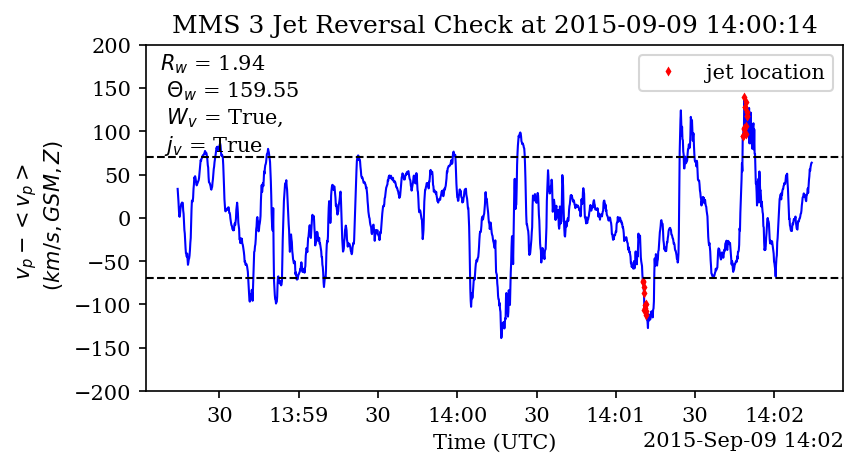 MMS 3 Jet Reversal Check at 2015-09-09 14:00:14
R_w = 1.94
Θ_w = 159.55
W_v = True,
j_v = True
jet location
v_p − < v_p >
(km/s, GSM, Z)
200
150
100
50
0
−50
−100
−150
−200
30 13:59 30 14:00 30 14:01 30 14:02
Time (UTC)
2015-Sep-09 14:02